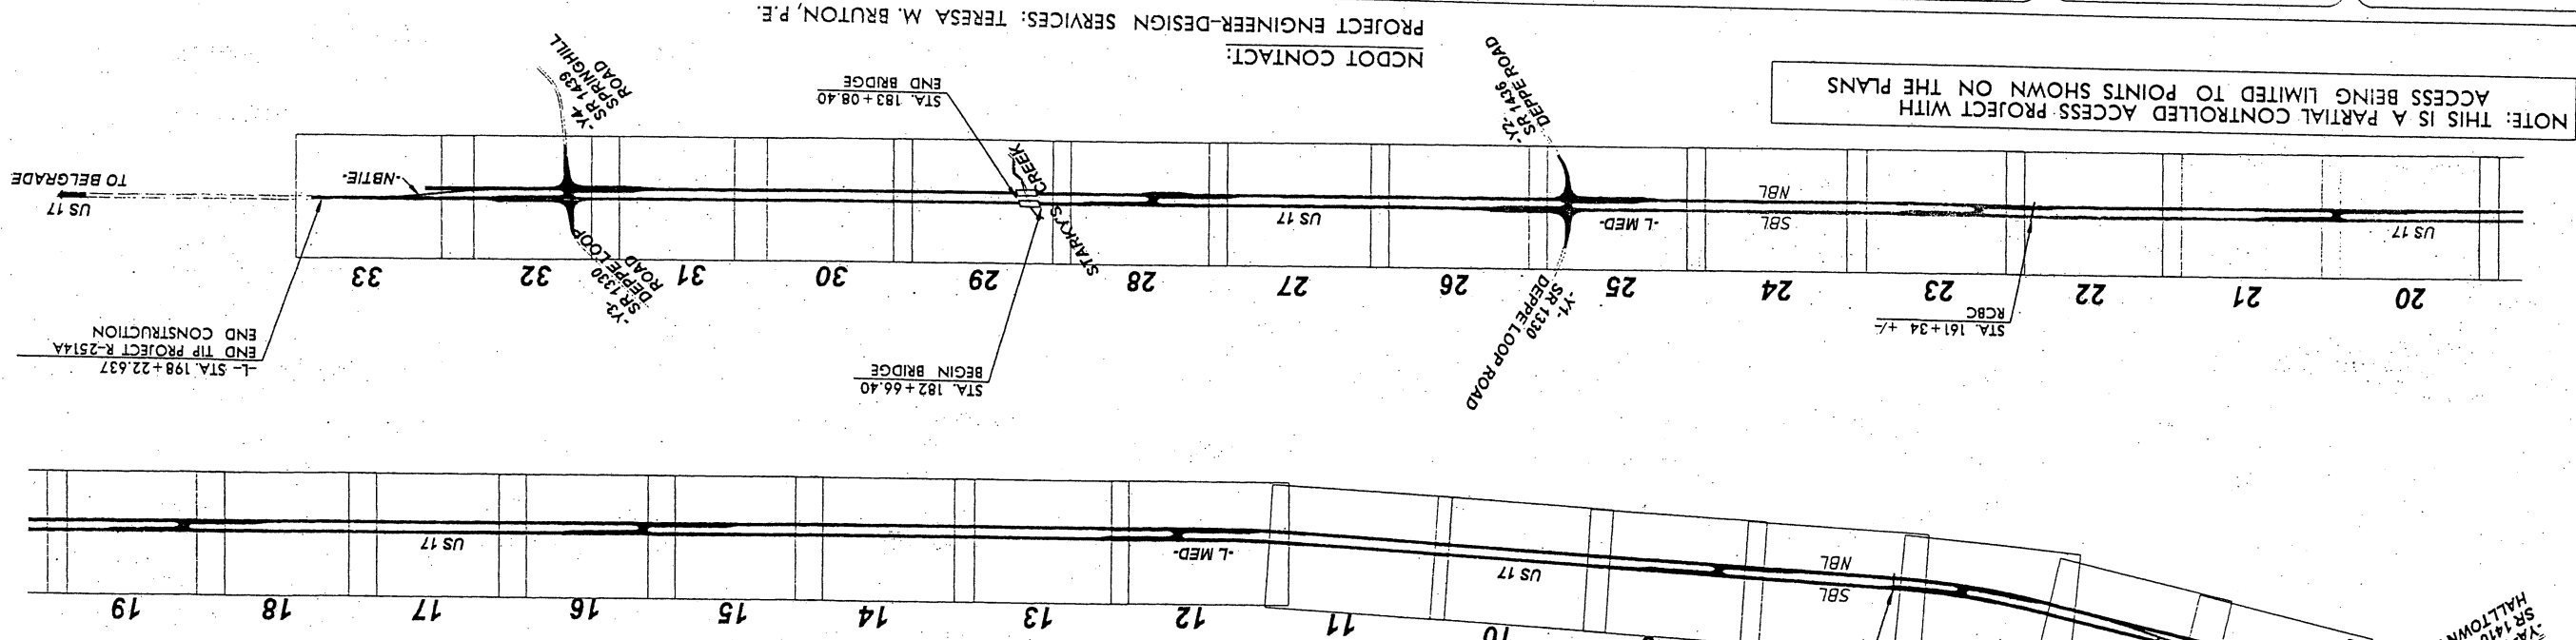 -Y4-
SR 1410
HALLTOWN
SBL
NBL
US 17
-L MED-
US 17
10
11
12
13
14
15
16
17
18
19
20
21
22
23
24
25
26
27
28
29
30
31
32
33
US 17
STA. 161+34 +/-
RCBC
SBL
NBL
-L MED-
-Y1-
SR 1330
DEPPE LOOP ROAD
-Y2-
SR 1436
DEPPE ROAD
US 17
STARKY'S
CREEK
STA. 182+66.40
BEGIN BRIDGE
STA. 183+08.40
END BRIDGE
-Y3-
SR 1330
DEPPE LOOP
ROAD
-Y4-
SR 1439
SPRINGHILL
ROAD
-NBTIE-
-L- STA. 198+22.637
END TIP PROJECT R-2514A
END CONSTRUCTION
US 17
TO BELGRADE
NOTE: THIS IS A PARTIAL CONTROLLED ACCESS PROJECT WITH
ACCESS BEING LIMITED TO POINTS SHOWN ON THE PLANS
NCDOT CONTACT:
PROJECT ENGINEER-DESIGN SERVICES: TERESA M. BRUTON, P.E.